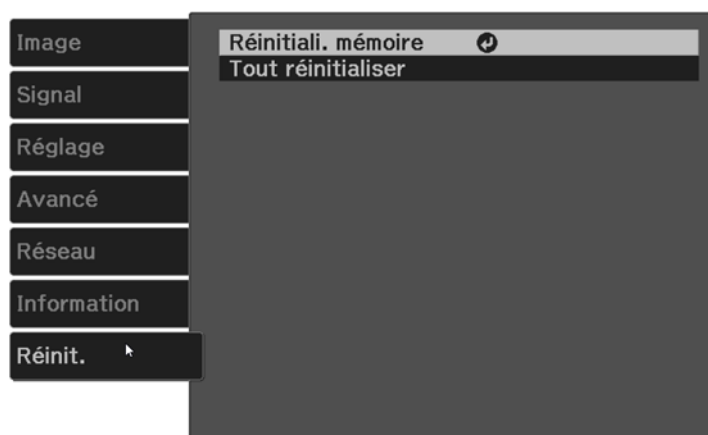 Image
Signal
Réglage
Avancé
Réseau
Information
Réinit.
Réinitiali. mémoire
Tout réinitialiser